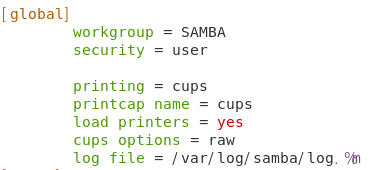 [global]
workgroup = SAMBA
security = user
printing = cups
printcap name = cups
load printers = yes
cups options = raw
log file = /var/log/samba/log.%m